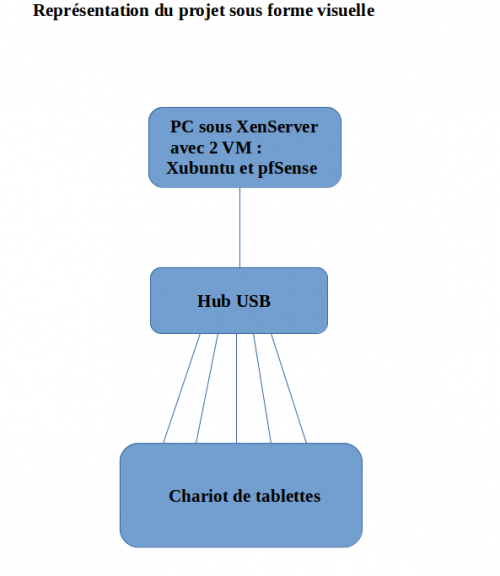 Représentation du projet sous forme visuelle
PC sous XenServer
avec 2 VM :
Xubuntu et pfSense
Hub USB
Chariot de tablettes